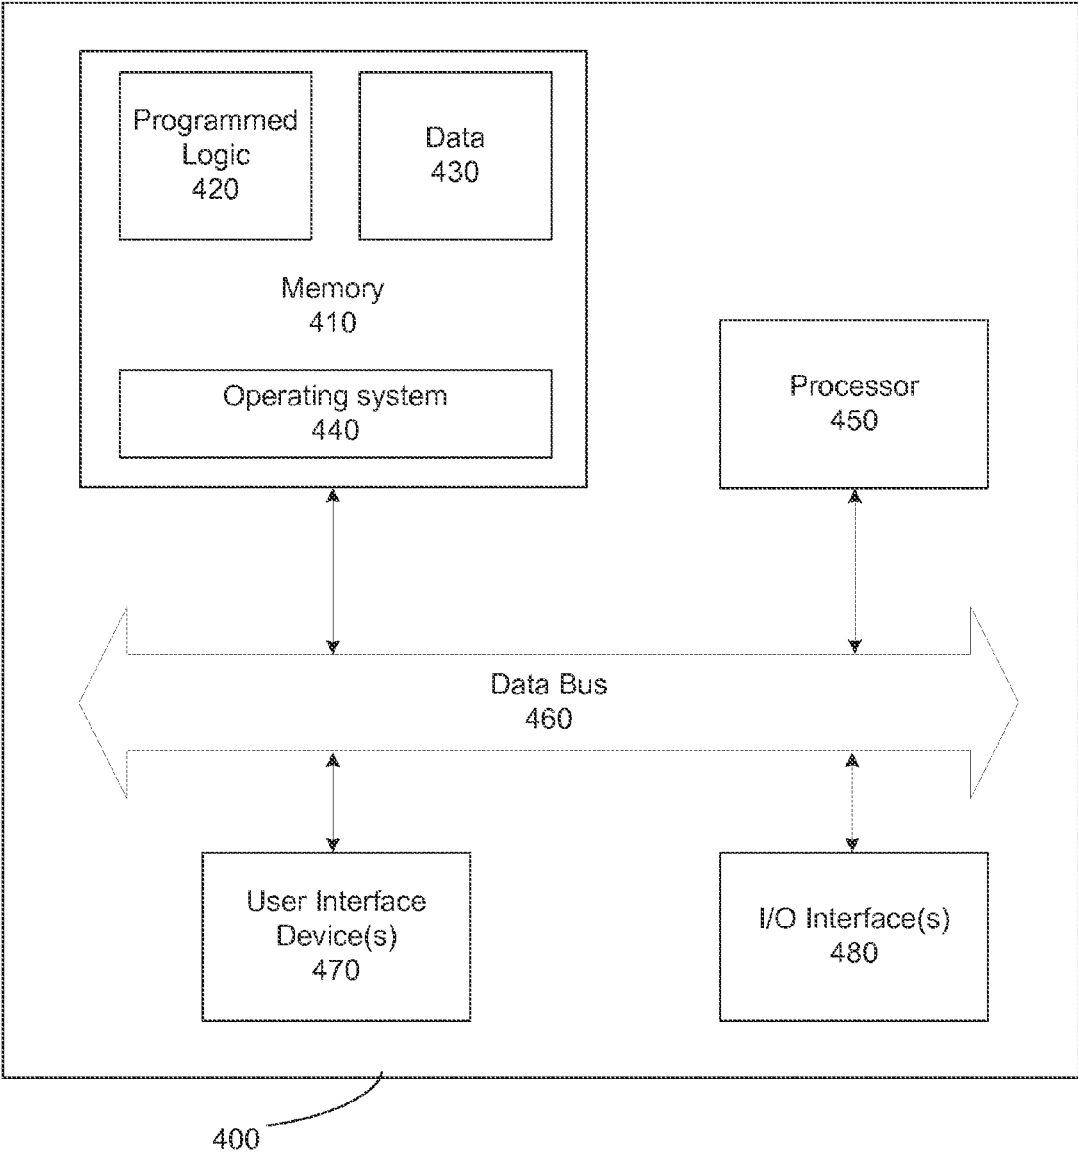 Programmed
Logic
420
Data
430
Memory
410
Operating system
440
Processor
450
Data Bus
460
User Interface
Device(s)
470
I/O Interface(s)
480
400